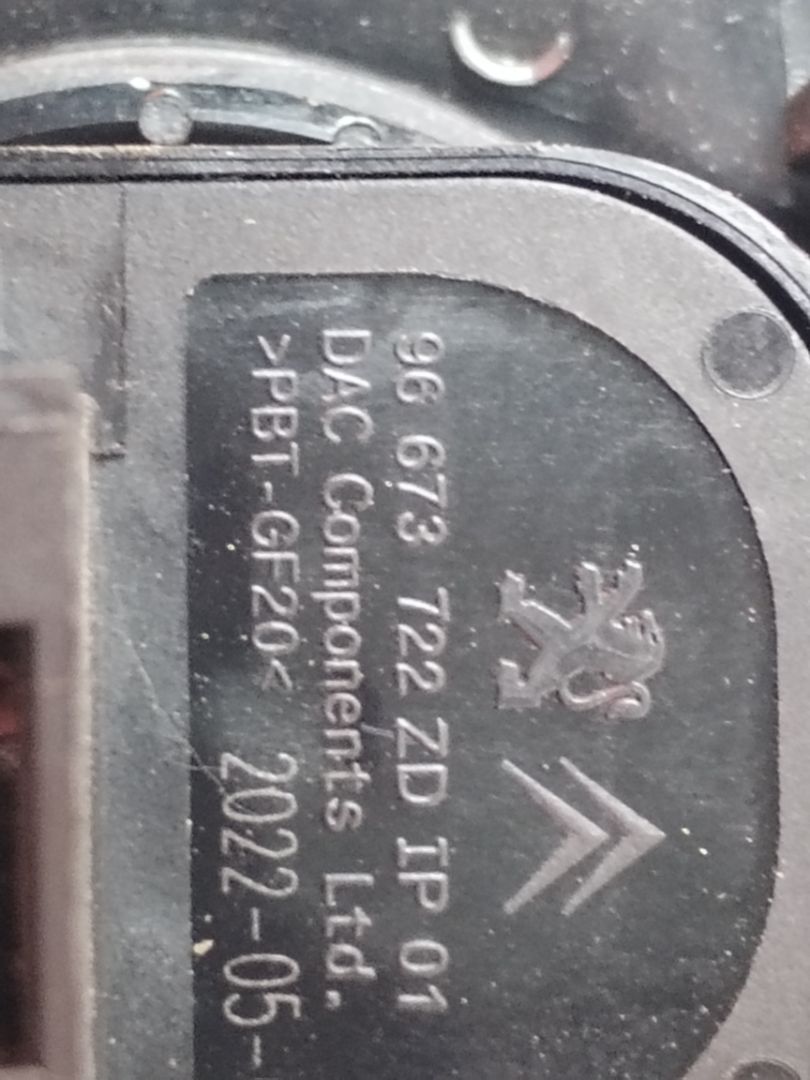 96 673 722 ZD IP 01
DAC Components Ltd.
>PBT-GF20<
2022-05-